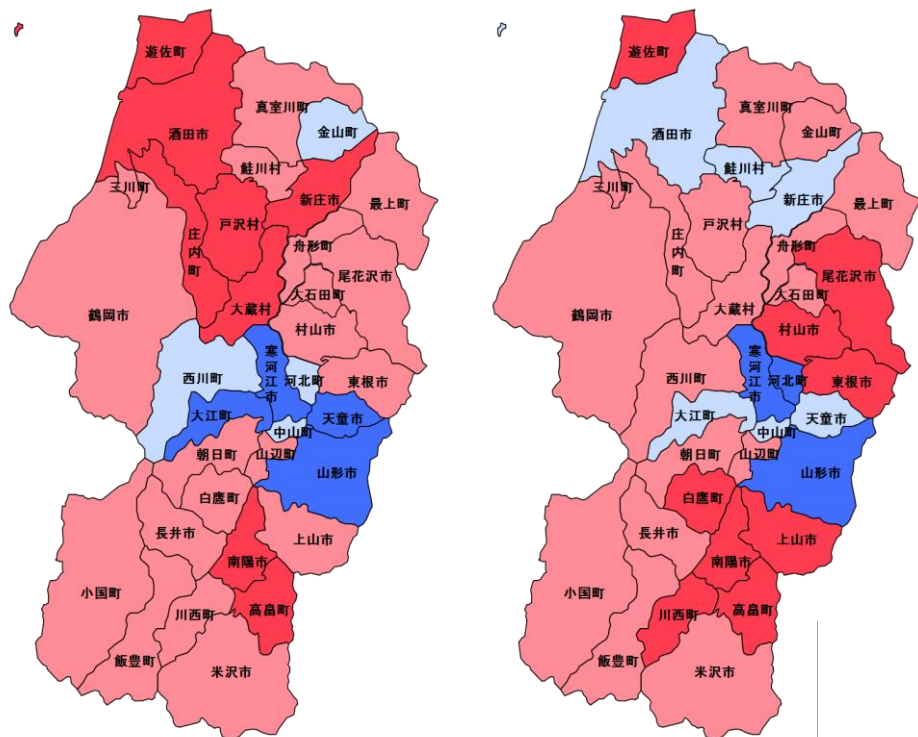 遊佐町
真室川町
酒田市
金山町
鮭川村
三川町
新庄市
戸沢村
最上町
庄内町
舟形町
尾花沢市
大石田町
大蔵村
鶴岡市
村山市
寒河江市
西川町
河北町
東根市
大江町
天童市
中山町
朝日町
山辺町
山形市
白鷹町
長井市
上山市
南陽市
小国町
高畠町
川西町
飯豊町
米沢市
遊佐町
真室川町
酒田市
金山町
鮭川村
三川町
新庄市
戸沢村
最上町
庄内町
舟形町
尾花沢市
大石田町
大蔵村
鶴岡市
村山市
寒河江市
西川町
河北町
東根市
大江町
天童市
中山町
朝日町
山辺町
山形市
白鷹町
長井市
上山市
南陽市
小国町
高畠町
川西町
飯豊町
米沢市